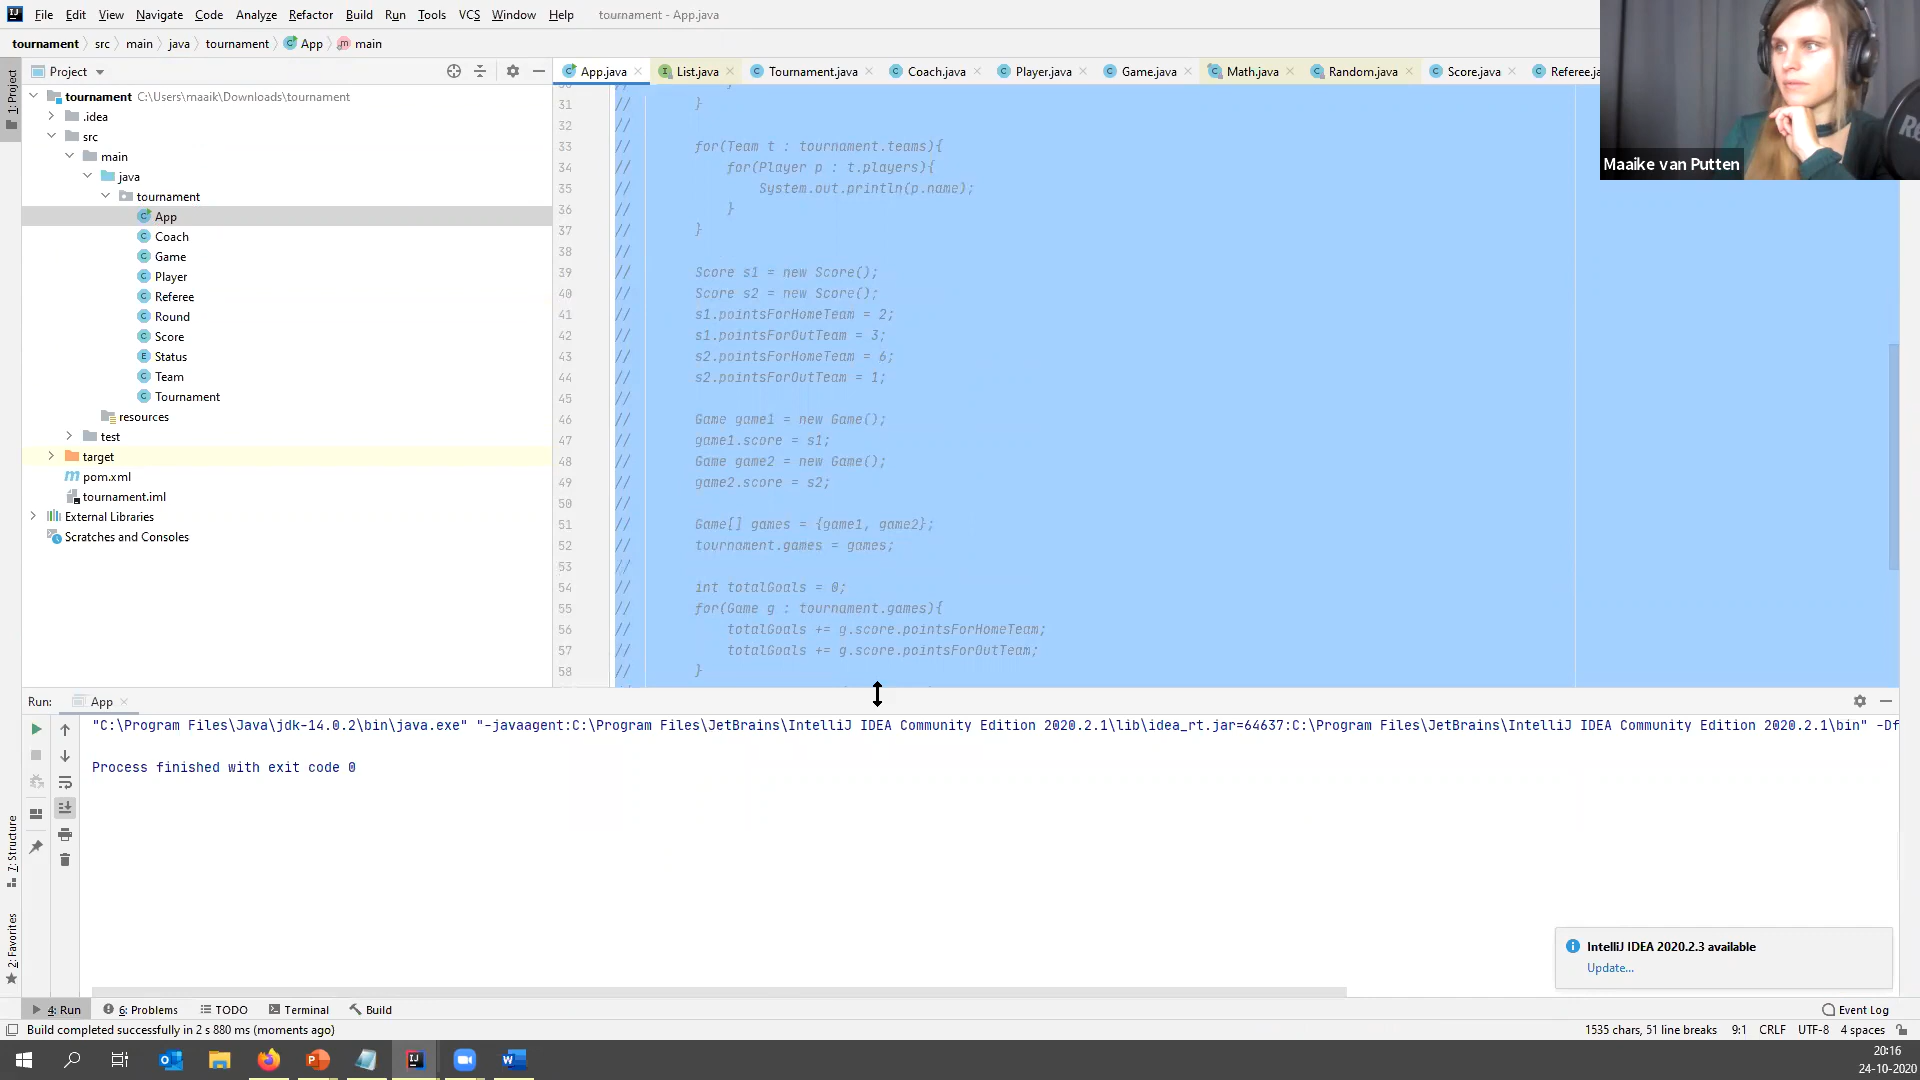 File Edit View Navigate Code Analyze Refactor Build Run Tools VCS Window Help tournament - App.java
tournament src main java tournament App main
Project
App.java List.java Tournament.java Coach.java Player.java Game.java Math.java Random.java Score.java Referee.ja
1: Project
tournament C:\Users\maaik\Downloads\tournament
.idea
src
main
java
tournament
App
Coach
Game
Player
Referee
Round
Score
Status
Team
Tournament
resources
test
target
pom.xml
tournament.iml
External Libraries
Scratches and Consoles
31 // }
32 //
33 // for(Team t : tournament.teams){
34 // for(Player p : t.players){
35 // System.out.println(p.name);
36 // }
37 // }
38 //
39 // Score s1 = new Score();
40 // Score s2 = new Score();
41 // s1.pointsForHomeTeam = 2;
42 // s1.pointsForOutTeam = 3;
43 // s2.pointsForHomeTeam = 6;
44 // s2.pointsForOutTeam = 1;
45 //
46 // Game game1 = new Game();
47 // game1.score = s1;
48 // Game game2 = new Game();
49 // game2.score = s2;
50 //
51 // Game[] games = {game1, game2};
52 // tournament.games = games;
53 //
54 // int totalGoals = 0;
55 // for(Game g : tournament.games){
56 // totalGoals += g.score.pointsForHomeTeam;
57 // totalGoals += g.score.pointsForOutTeam;
58 // }
Maaike van Putten
Run: App
"C:\Program Files\Java\jdk-14.0.2\bin\java.exe" "-javaagent:C:\Program Files\JetBrains\IntelliJ IDEA Community Edition 2020.2.1\lib\idea_rt.jar=64637:C:\Program Files\JetBrains\IntelliJ IDEA Community Edition 2020.2.1\bin" -Df
Process finished with exit code 0
7: Structure
2: Favorites
IntelliJ IDEA 2020.2.3 available
Update...
4: Run 6: Problems TODO Terminal Build Event Log
Build completed successfully in 2 s 880 ms (moments ago) 1535 chars, 51 line breaks 9:1 CRLF UTF-8 4 spaces
20:16
24-10-2020